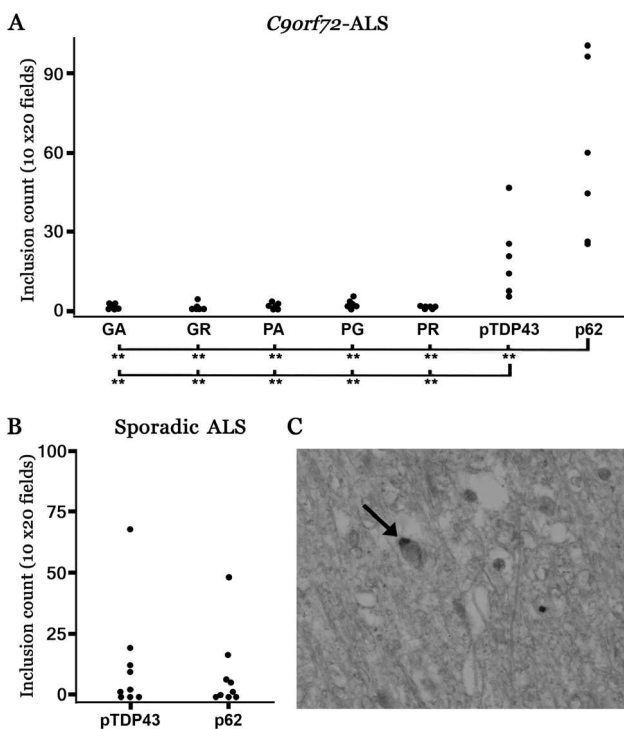 A
C9orf72-ALS
Inclusion count (10 x20 fields)
90
60
30
0
GA GR PA PG PR pTDP43 p62
** ** ** ** ** **
** ** ** ** **
B
Sporadic ALS
C
Inclusion count (10 x20 fields)
100
75
50
25
0
pTDP43 p62